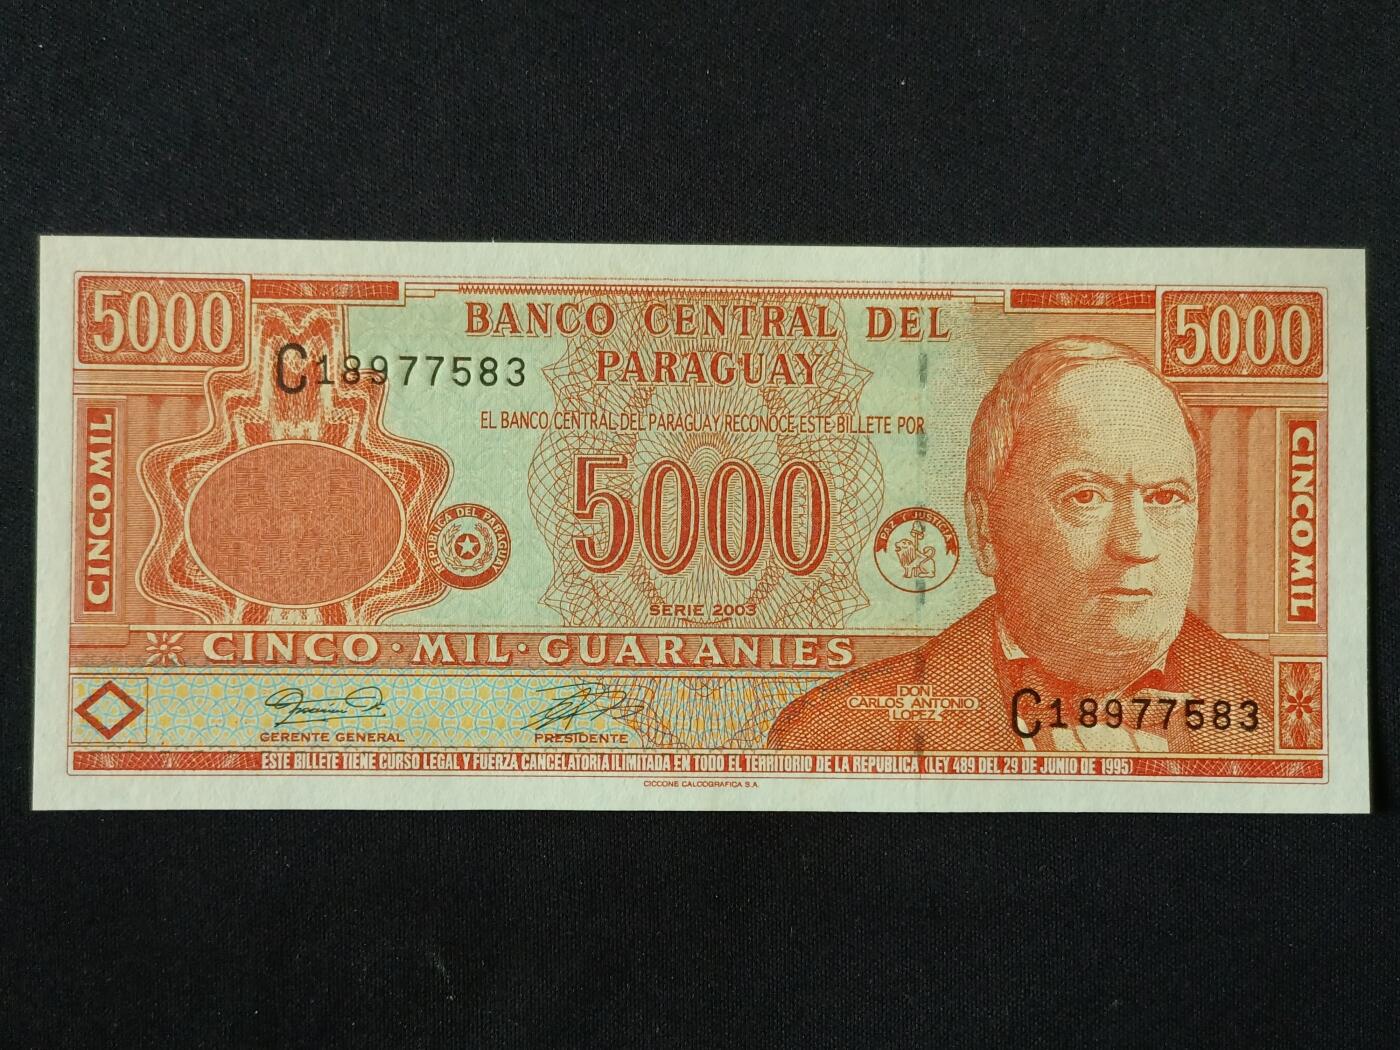 5000
5000
BANCO CENTRAL DEL
PARAGUAY
C18977583
EL BANCO CENTRAL DEL PARAGUAY RECONOCE ESTE BILLETE POR
5000
CINCO MIL
CINCO MIL
REPUBLICA DEL PARAGUAY
PAZ Y JUSTICIA
SERIE 2003
CINCO·MIL·GUARANIES
DON
CARLOS ANTONIO
LOPEZ
C18977583
GERENTE GENERAL
PRESIDENTE
ESTE BILLETE TIENE CURSO LEGAL Y FUERZA CANCELATORIA ILIMITADA EN TODO EL TERRITORIO DE LA REPUBLICA (LEY 489 DEL 29 DE JUNIO DE 1995)
CICCONE CALCOGRAFICA S.A.